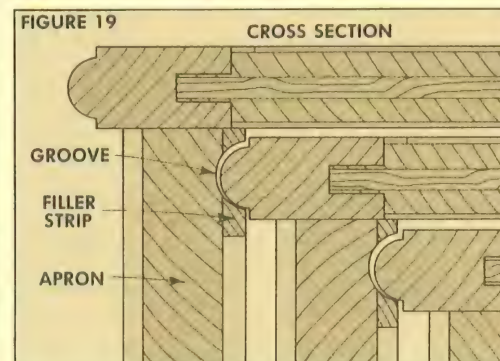 FIGURE 19
CROSS SECTION
GROOVE
FILLER
STRIP
APRON